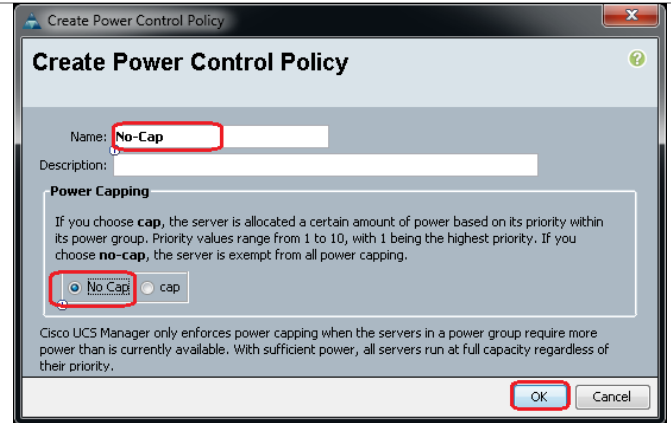 Create Power Control Policy
Create Power Control Policy
Name: No-Cap
Description:
Power Capping
If you choose cap, the server is allocated a certain amount of power based on its priority within
its power group. Priority values range from 1 to 10, with 1 being the highest priority. If you
choose no-cap, the server is exempt from all power capping.
No Cap cap
Cisco UCS Manager only enforces power capping when the servers in a power group require more
power than is currently available. With sufficient power, all servers run at full capacity regardless of
their priority.
OK Cancel